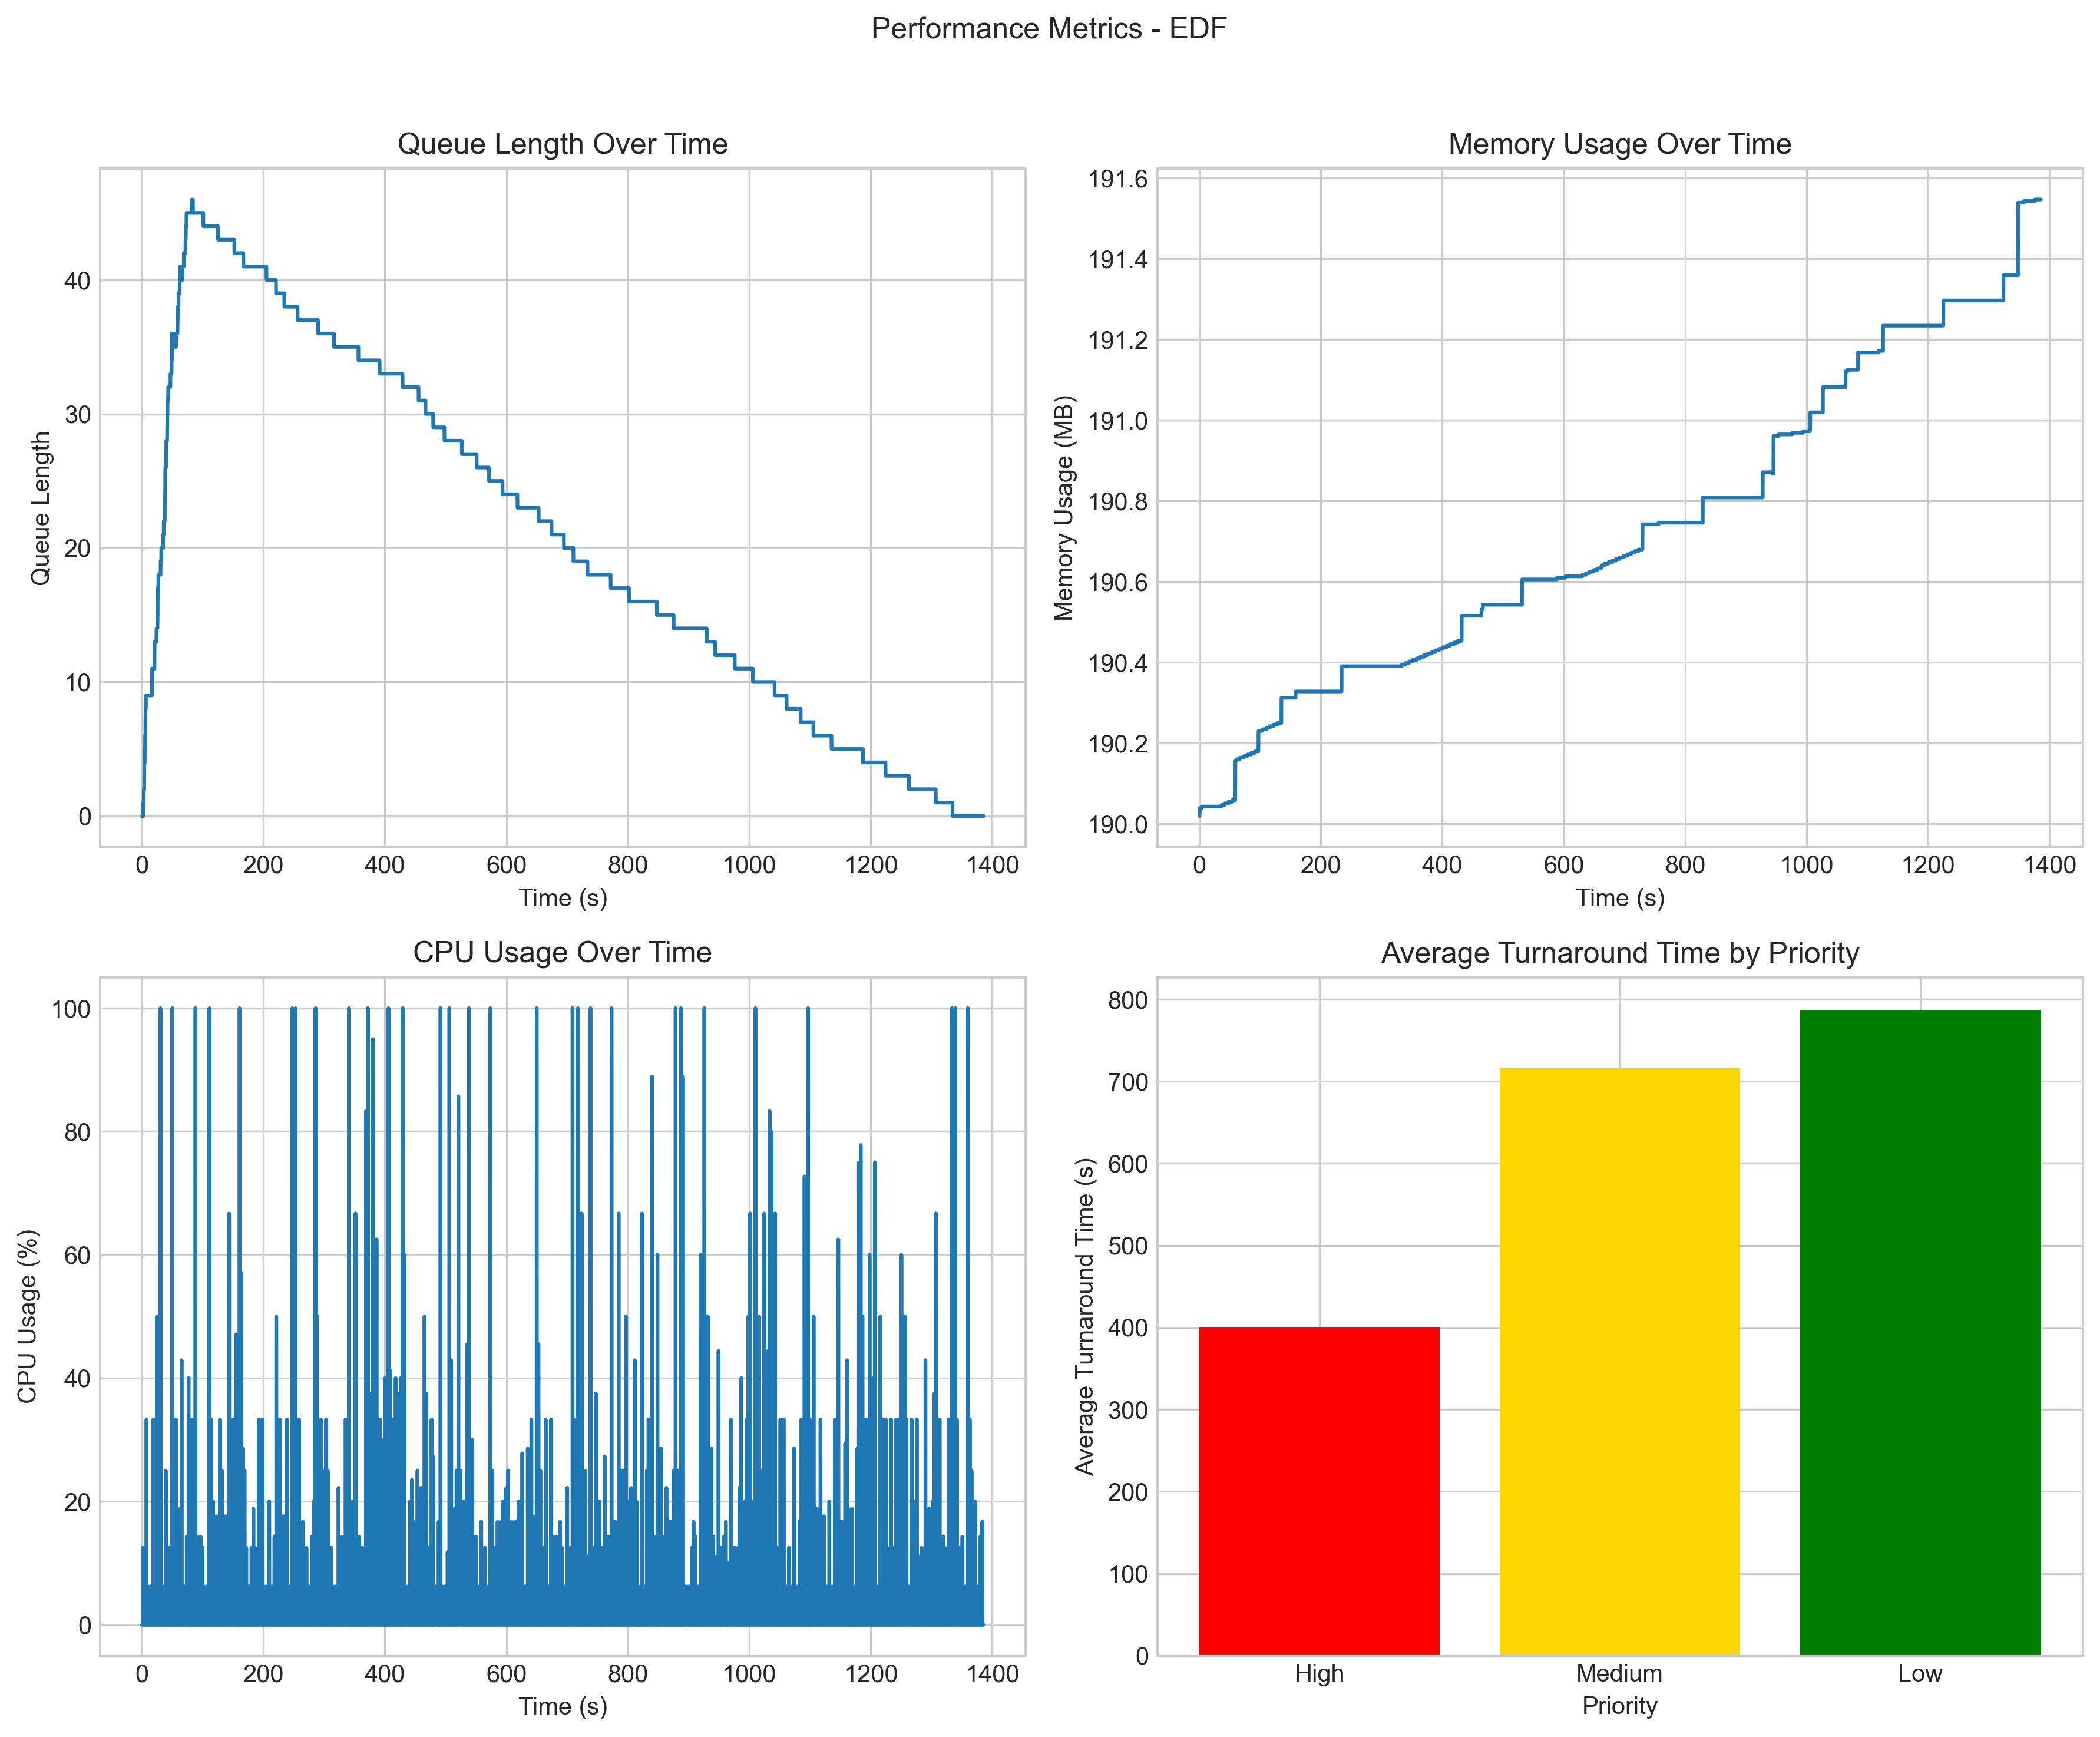 Performance Metrics - EDF
Queue Length Over Time
Queue Length
40
30
20
10
0
0 200 400 600 800 1000 1200 1400
Time (s)
Memory Usage Over Time
Memory Usage (MB)
191.6
191.4
191.2
191.0
190.8
190.6
190.4
190.2
190.0
0 200 400 600 800 1000 1200 1400
Time (s)
CPU Usage Over Time
CPU Usage (%)
100
80
60
40
20
0
0 200 400 600 800 1000 1200 1400
Time (s)
Average Turnaround Time by Priority
Average Turnaround Time (s)
800
700
600
500
400
300
200
100
0
High Medium Low
Priority